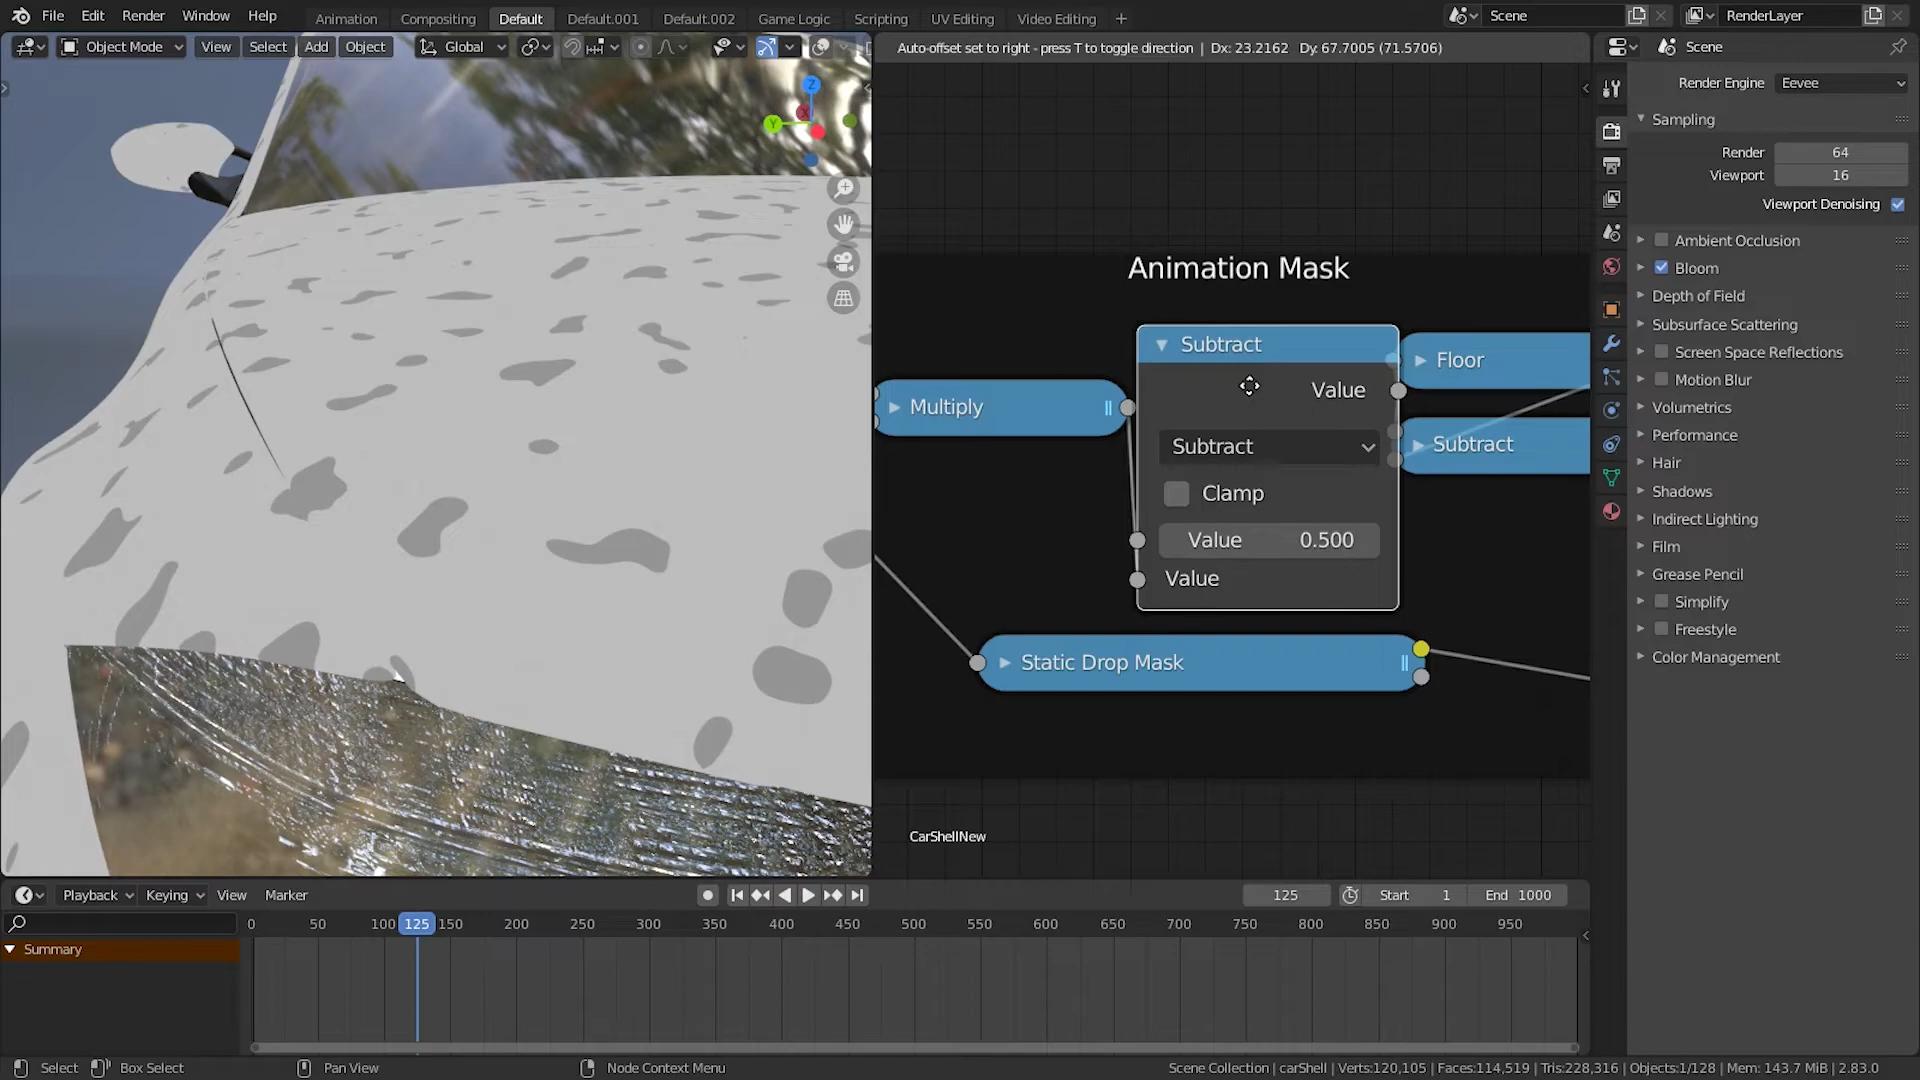 File Edit Render Window Help Animation Compositing Default Default.001 Default.002 Game Logic Scripting UV Editing Video Editing + Scene RenderLayer
Object Mode View Select Add Object Global Auto-offset set to right - press T to toggle direction | Dx: 23.2162 Dy: 67.7005 (71.5706) Scene
Render Engine Eevee
Sampling
Render 64
Viewport 16
Viewport Denoising
Ambient Occlusion
Bloom
Depth of Field
Subsurface Scattering
Screen Space Reflections
Motion Blur
Volumetrics
Performance
Hair
Shadows
Indirect Lighting
Film
Grease Pencil
Simplify
Freestyle
Color Management
Z
X
Y
Animation Mask
Subtract
Value
Subtract
Clamp
Value 0.500
Value
Multiply
Floor
Subtract
Static Drop Mask
CarShellNew
Playback Keying View Marker 125 Start 1 End 1000
0 50 100 125 150 200 250 300 350 400 450 500 550 600 650 700 750 800 850 900 950
Summary
Select Box Select Pan View Node Context Menu Scene Collection | carShell | Verts:120,105 | Faces:114,519 | Tris:228,316 | Objects:1/128 | Mem: 143.7 MiB | 2.83.0